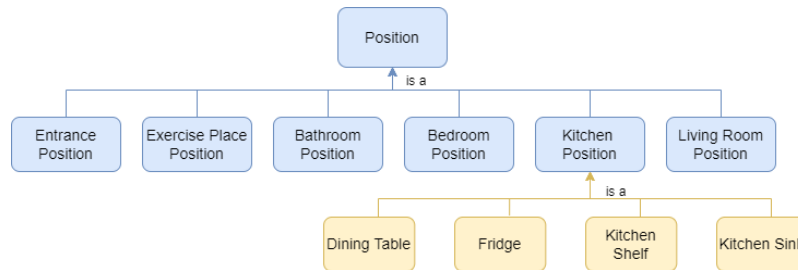 Position
is a
Entrance
Position
Exercise Place
Position
Bathroom
Position
Bedroom
Position
Kitchen
Position
Living Room
Position
is a
Dining Table
Fridge
Kitchen
Shelf
Kitchen